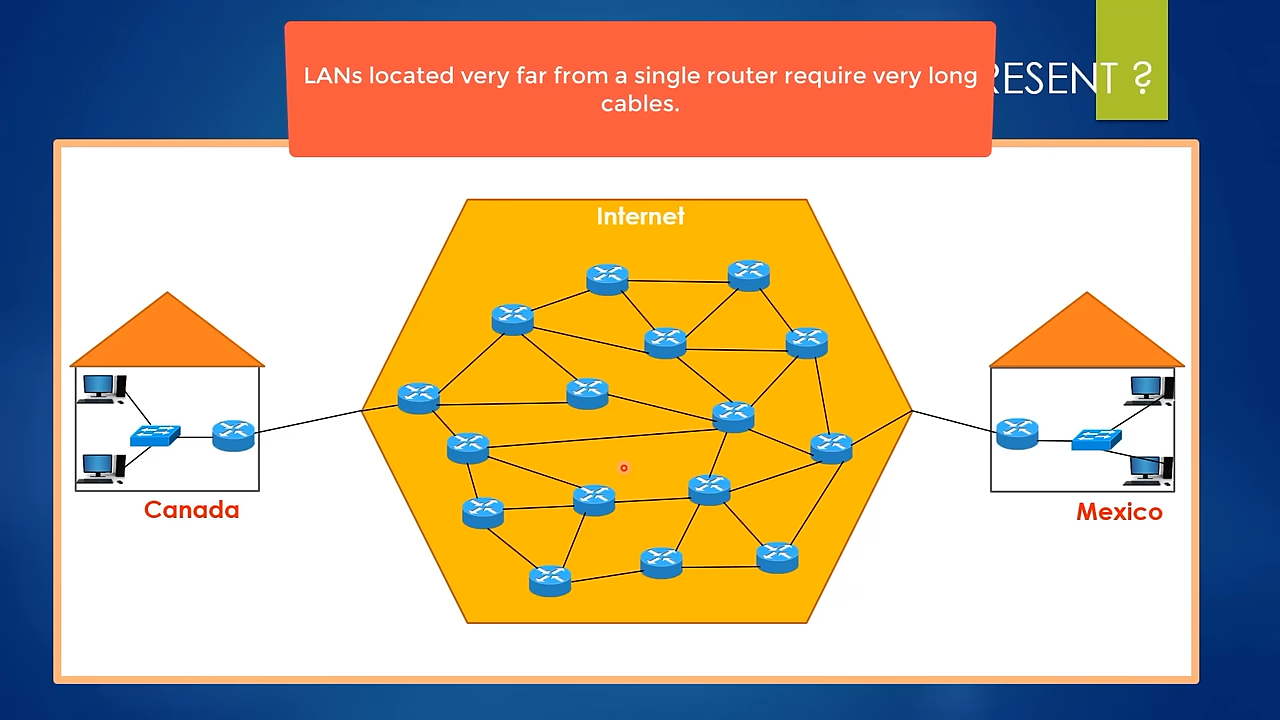 LANs located very far from a single router require very long
cables.
RESENT ?
Internet
Canada
Mexico